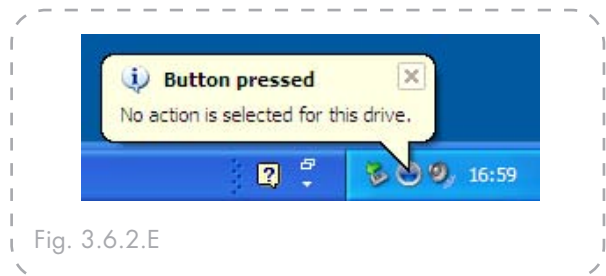 Button pressed
No action is selected for this drive.
16:59
Fig. 3.6.2.E